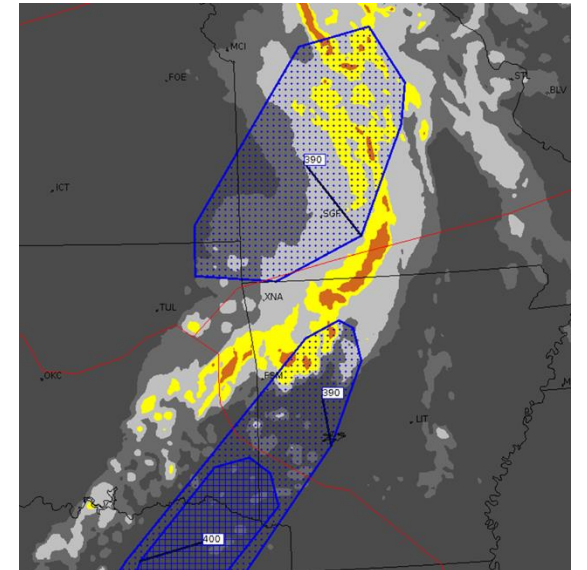 MCI
FOE
STL
BLV
390
ICT
SGF
XNA
TUL
OKC
FSM
390
LIT
M
400